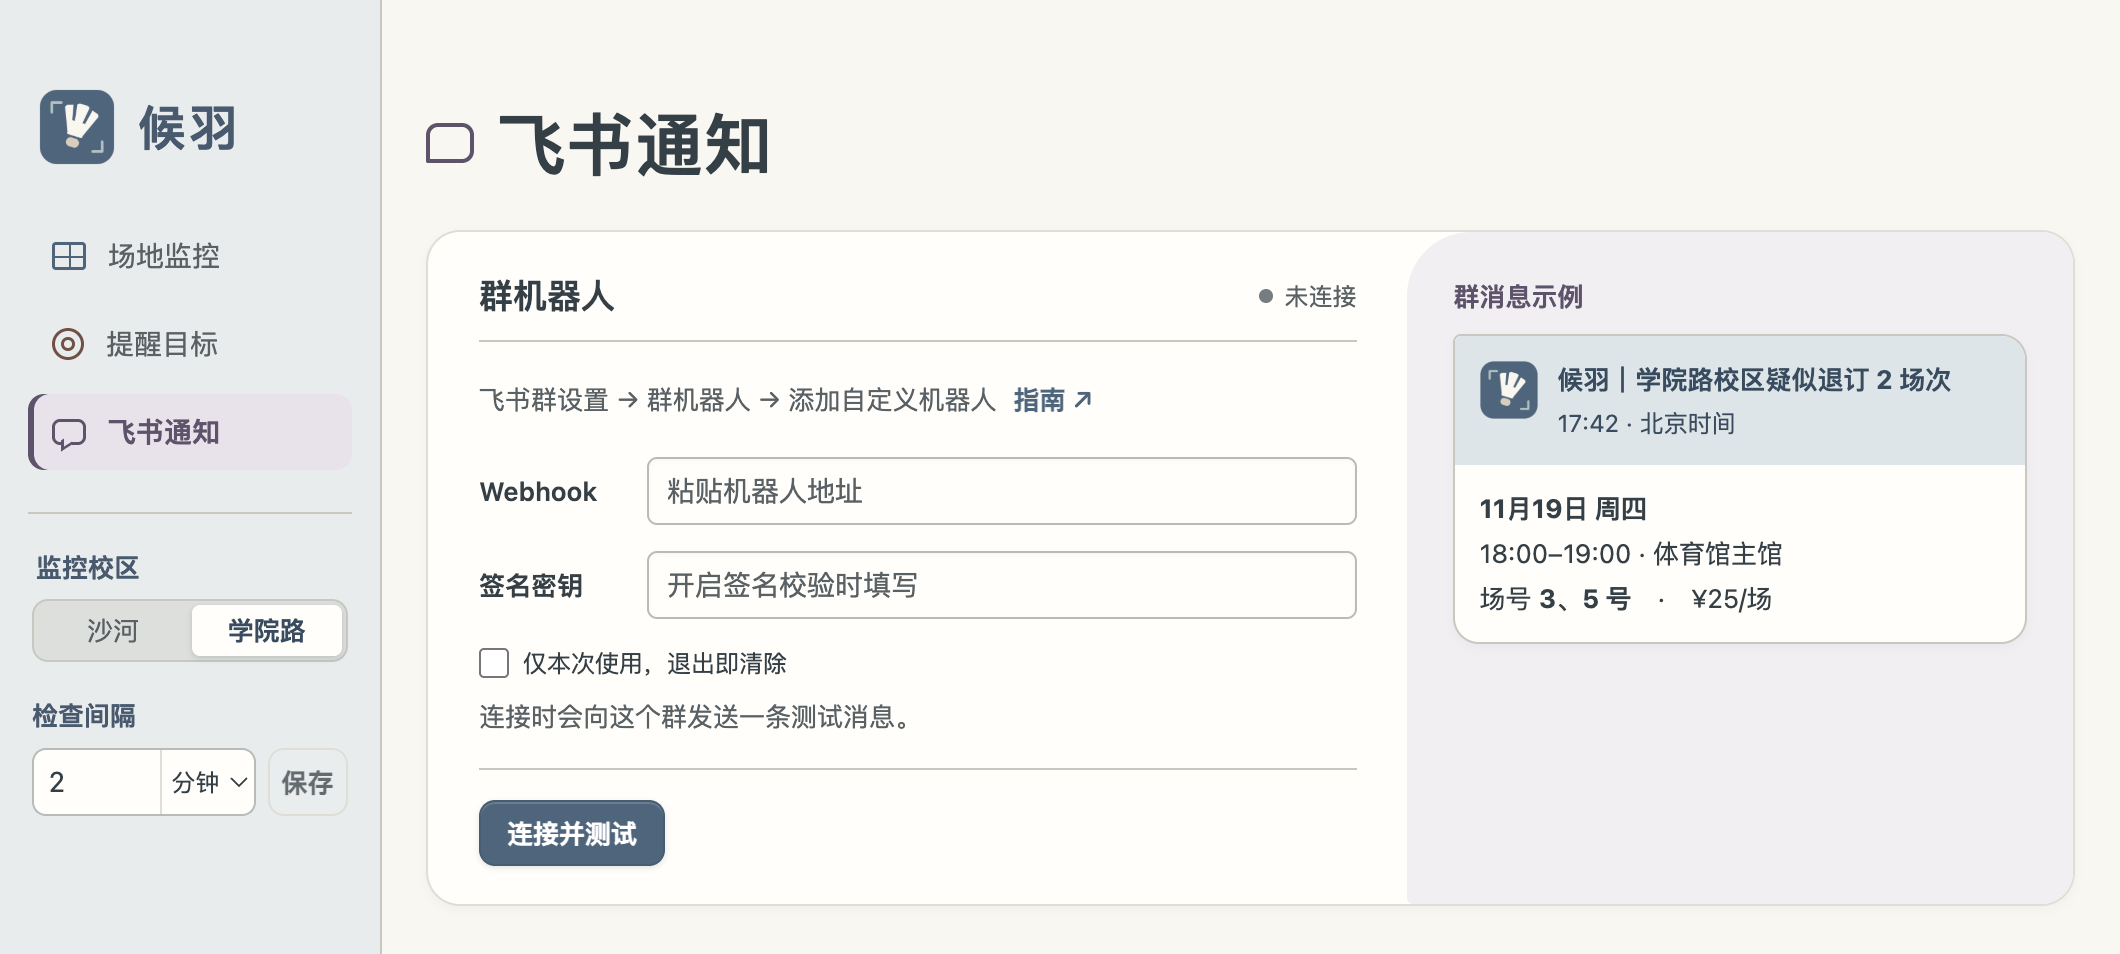 候羽
场地监控
提醒目标
飞书通知
监控校区
沙河
学院路
检查间隔
2
分钟
保存
飞书通知
群机器人
未连接
飞书群设置 → 群机器人 → 添加自定义机器人 指南 ↗
Webhook
粘贴机器人地址
签名密钥
开启签名校验时填写
仅本次使用，退出即清除
连接时会向这个群发送一条测试消息。
连接并测试
群消息示例
候羽｜学院路校区疑似退订 2 场次
17:42 · 北京时间
11月19日 周四
18:00–19:00 · 体育馆主馆
场号 3、5 号 · ¥25/场